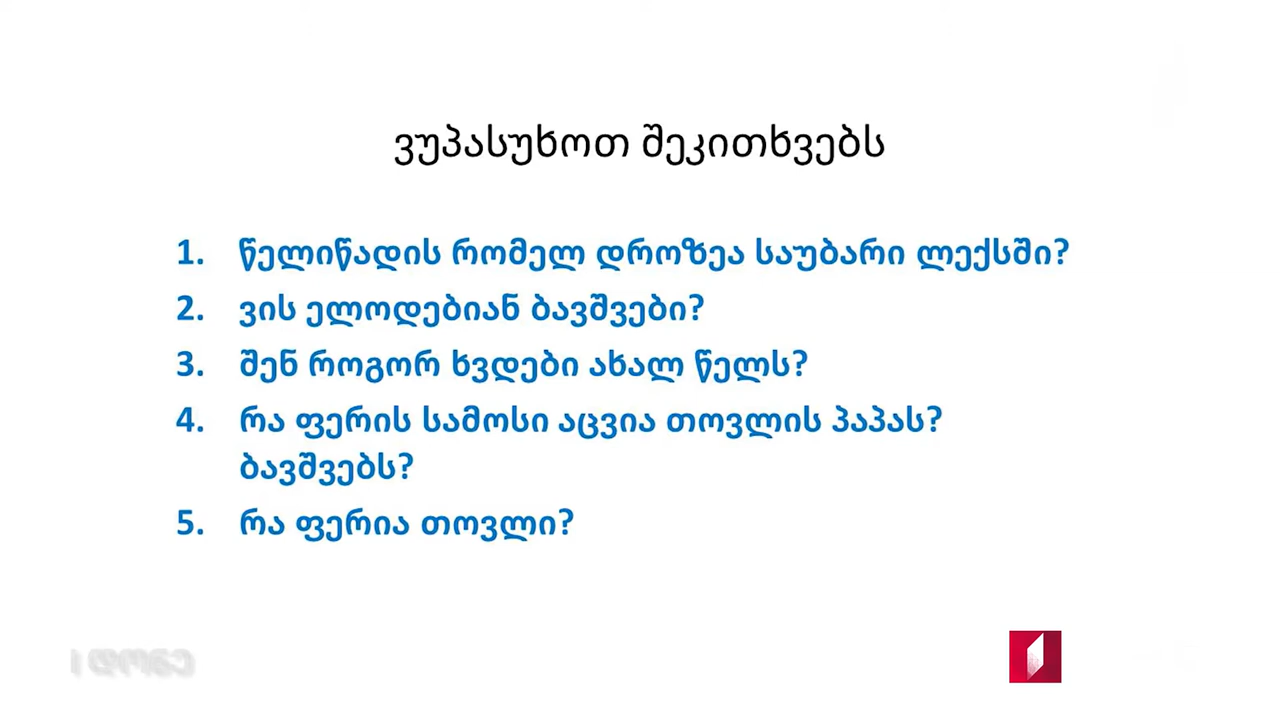 ვუპასუხოთ შეკითხვებს
1. წელიწადის რომელ დროზეა საუბარი ლექსში?
2. ვის ელოდებიან ბავშვები?
3. შენ როგორ ხვდები ახალ წელს?
4. რა ფერის სამოსი აცვია თოვლის პაპას?
ბავშვებს?
5. რა ფერია თოვლი?
I დონე